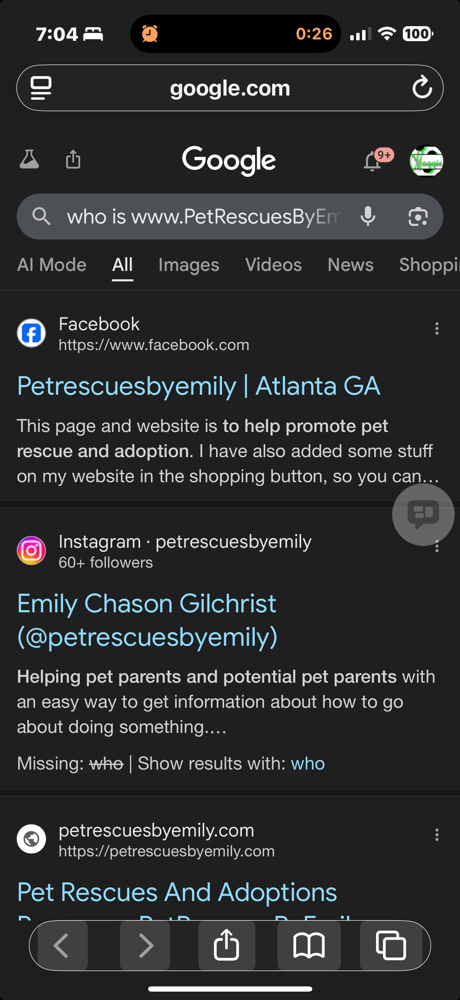 7:04
0:26
100
google.com
Google
9+
Maggie
who is www.PetRescuesByEm
AI Mode All Images Videos News Shoppi
Facebook
https://www.facebook.com
Petrescuesbyemily | Atlanta GA
This page and website is to help promote pet
rescue and adoption. I have also added some stuff
on my website in the shopping button, so you can...
Instagram · petrescuesbyemily
60+ followers
Emily Chason Gilchrist
(@petrescuesbyemily)
Helping pet parents and potential pet parents with
an easy way to get information about how to go
about doing something....
Missing: who | Show results with: who
petrescuesbyemily.com
https://petrescuesbyemily.com
Pet Rescues And Adoptions